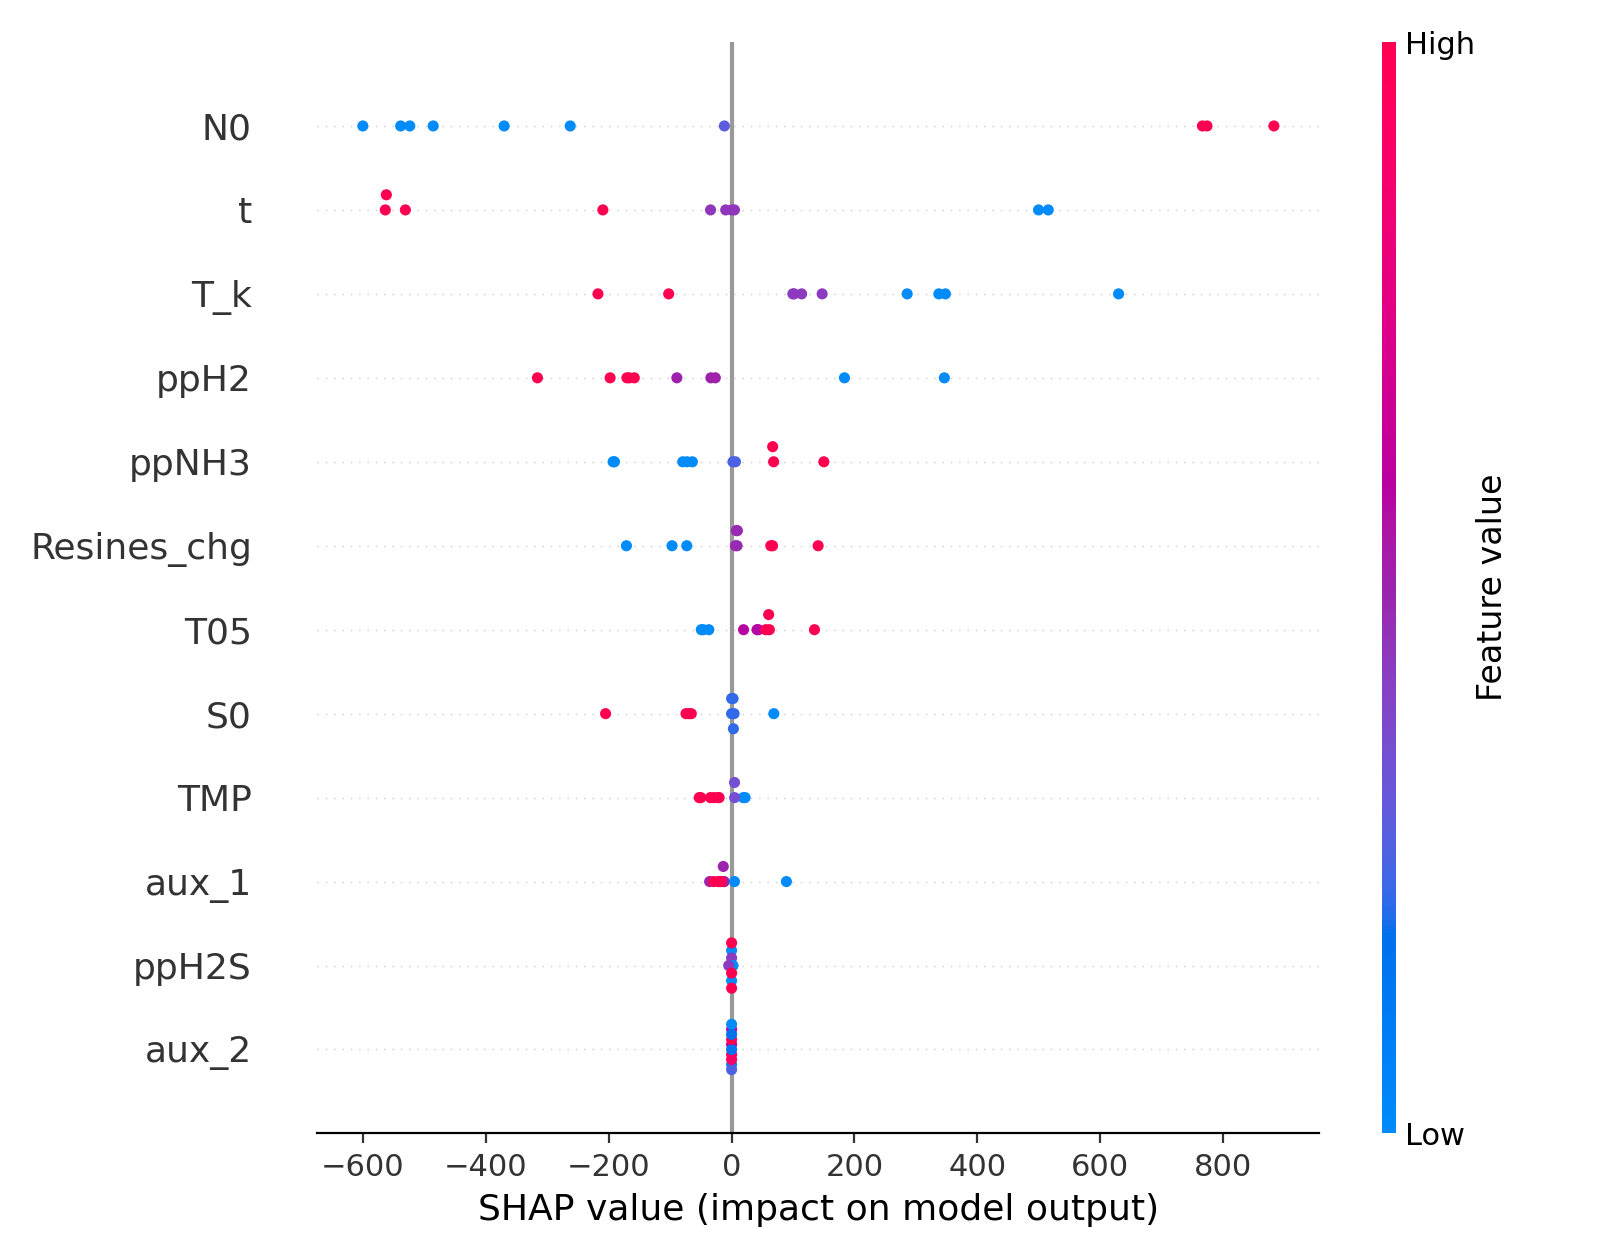 High
N0
t
T_k
ppH2
ppNH3
Resines_chg
T05
S0
TMP
aux_1
ppH2S
aux_2
Feature value
Low
−600 −400 −200 0 200 400 600 800
SHAP value (impact on model output)